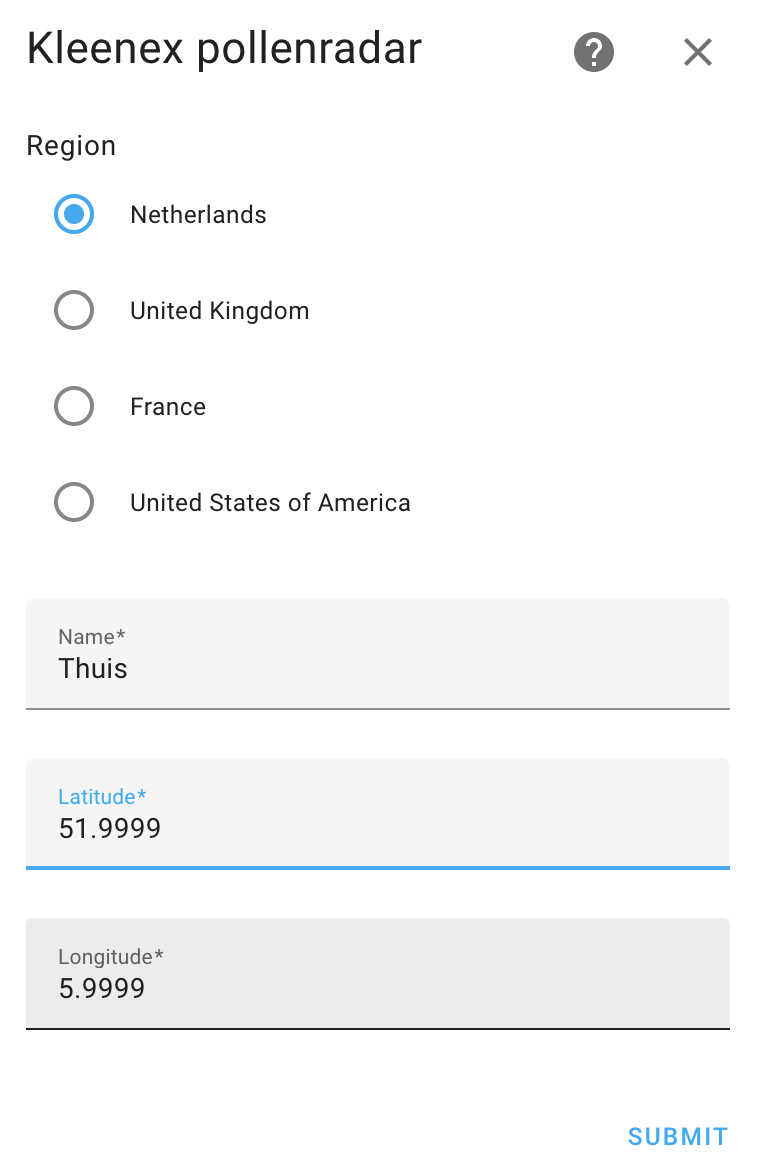 Kleenex pollenradar
Region
Netherlands
United Kingdom
France
United States of America
Name*
Thuis
Latitude*
51.9999
Longitude*
5.9999
SUBMIT